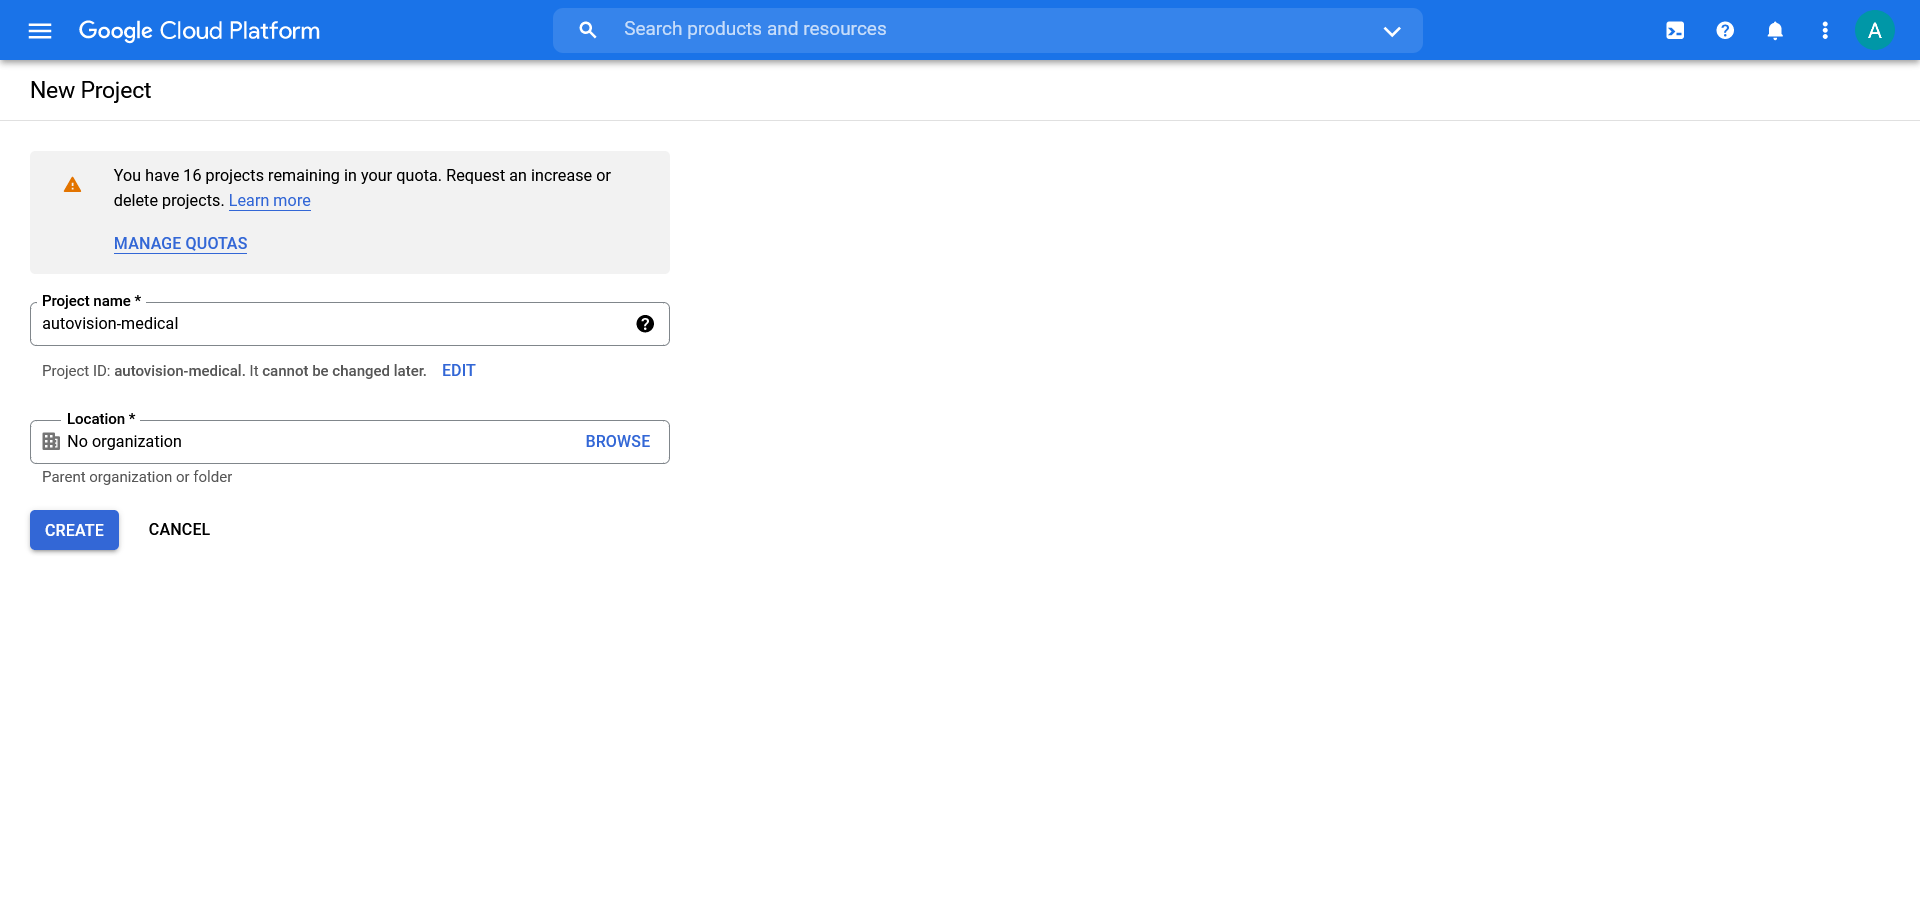 Google Cloud Platform
Search products and resources
A
New Project
You have 16 projects remaining in your quota. Request an increase or
delete projects. Learn more
MANAGE QUOTAS
Project name *
autovision-medical
Project ID: autovision-medical. It cannot be changed later. EDIT
Location *
No organization BROWSE
Parent organization or folder
CREATE CANCEL